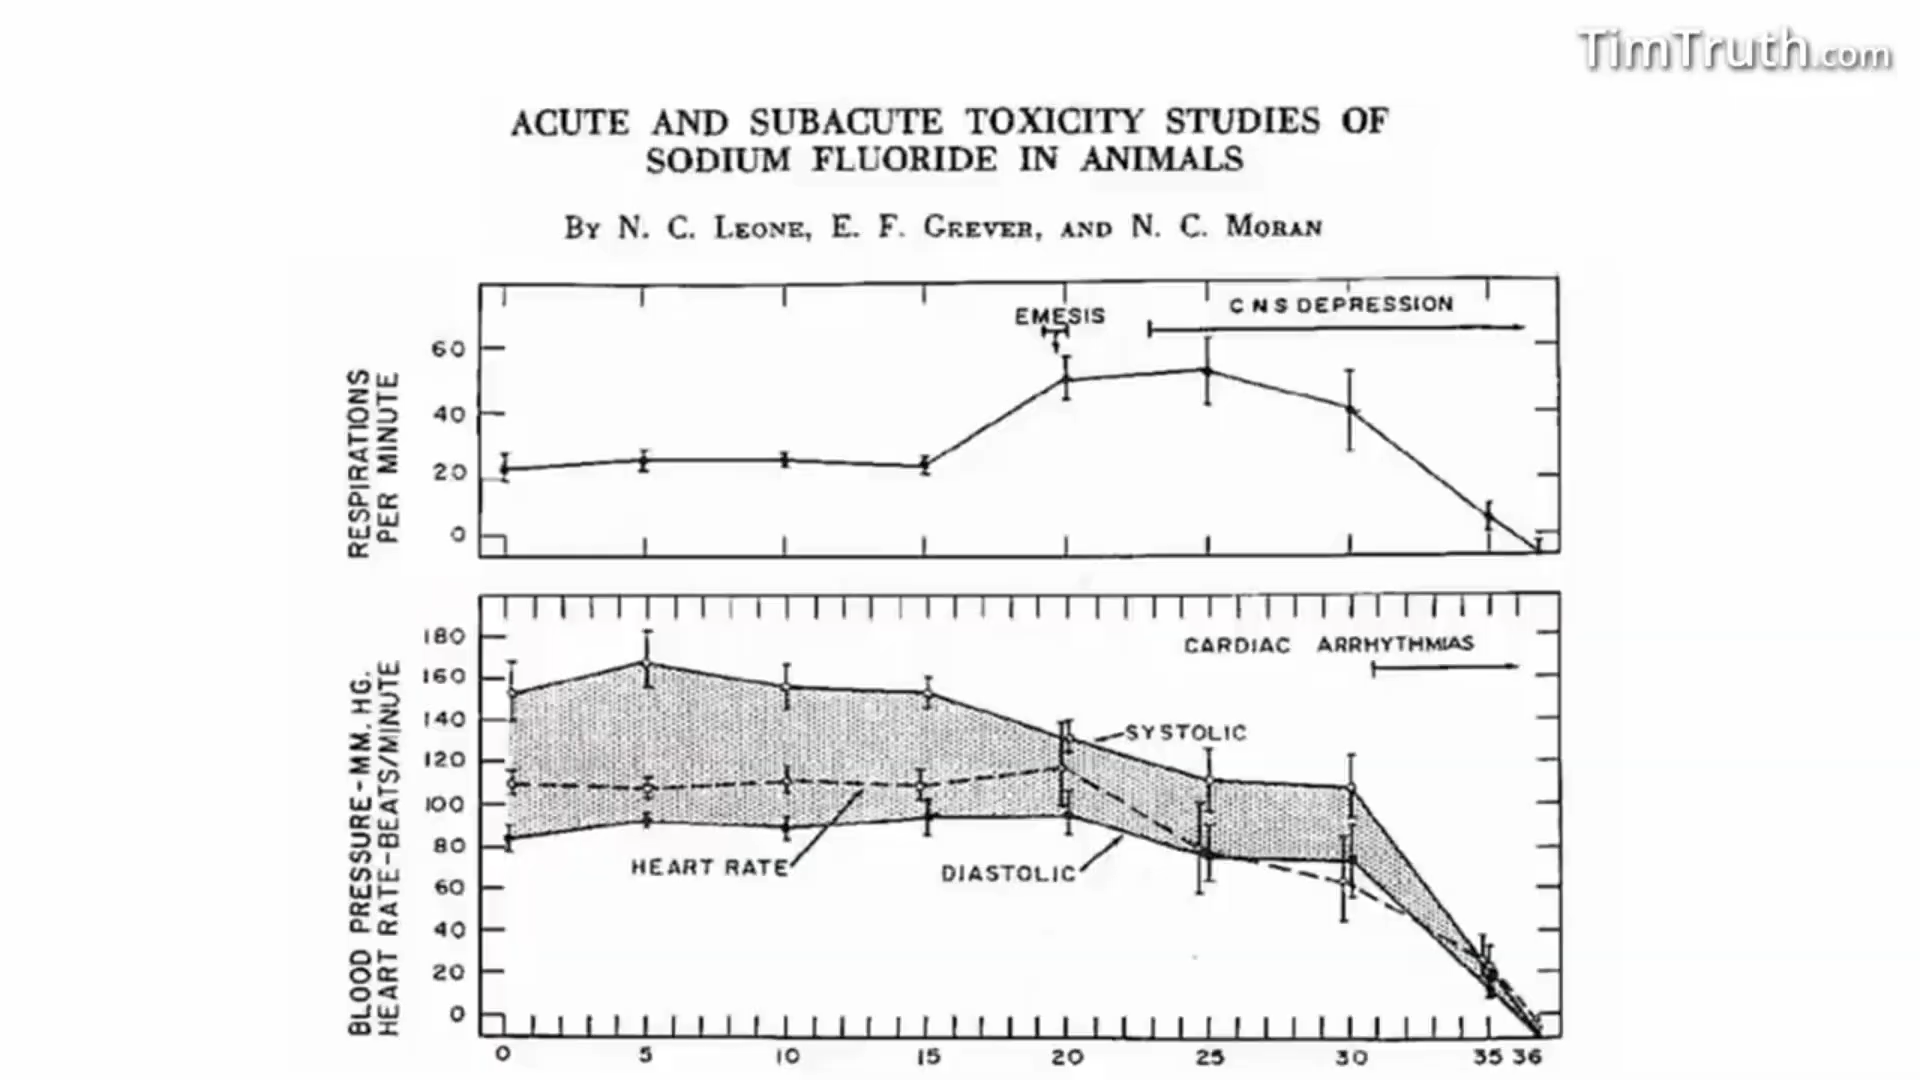 TimTruth.com
ACUTE AND SUBACUTE TOXICITY STUDIES OF
SODIUM FLUORIDE IN ANIMALS
BY N. C. LEONE, E. F. GREVER, AND N. C. MORAN
EMESIS
CNS DEPRESSION
RESPIRATIONS
PER MINUTE
60
40
20
0
CARDIAC ARRHYTHMIAS
SYSTOLIC
HEART RATE
DIASTOLIC
BLOOD PRESSURE-MM. HG.
HEART RATE-BEATS/MINUTE
180
160
140
120
100
80
60
40
20
0
0 5 10 15 20 25 30 35 36